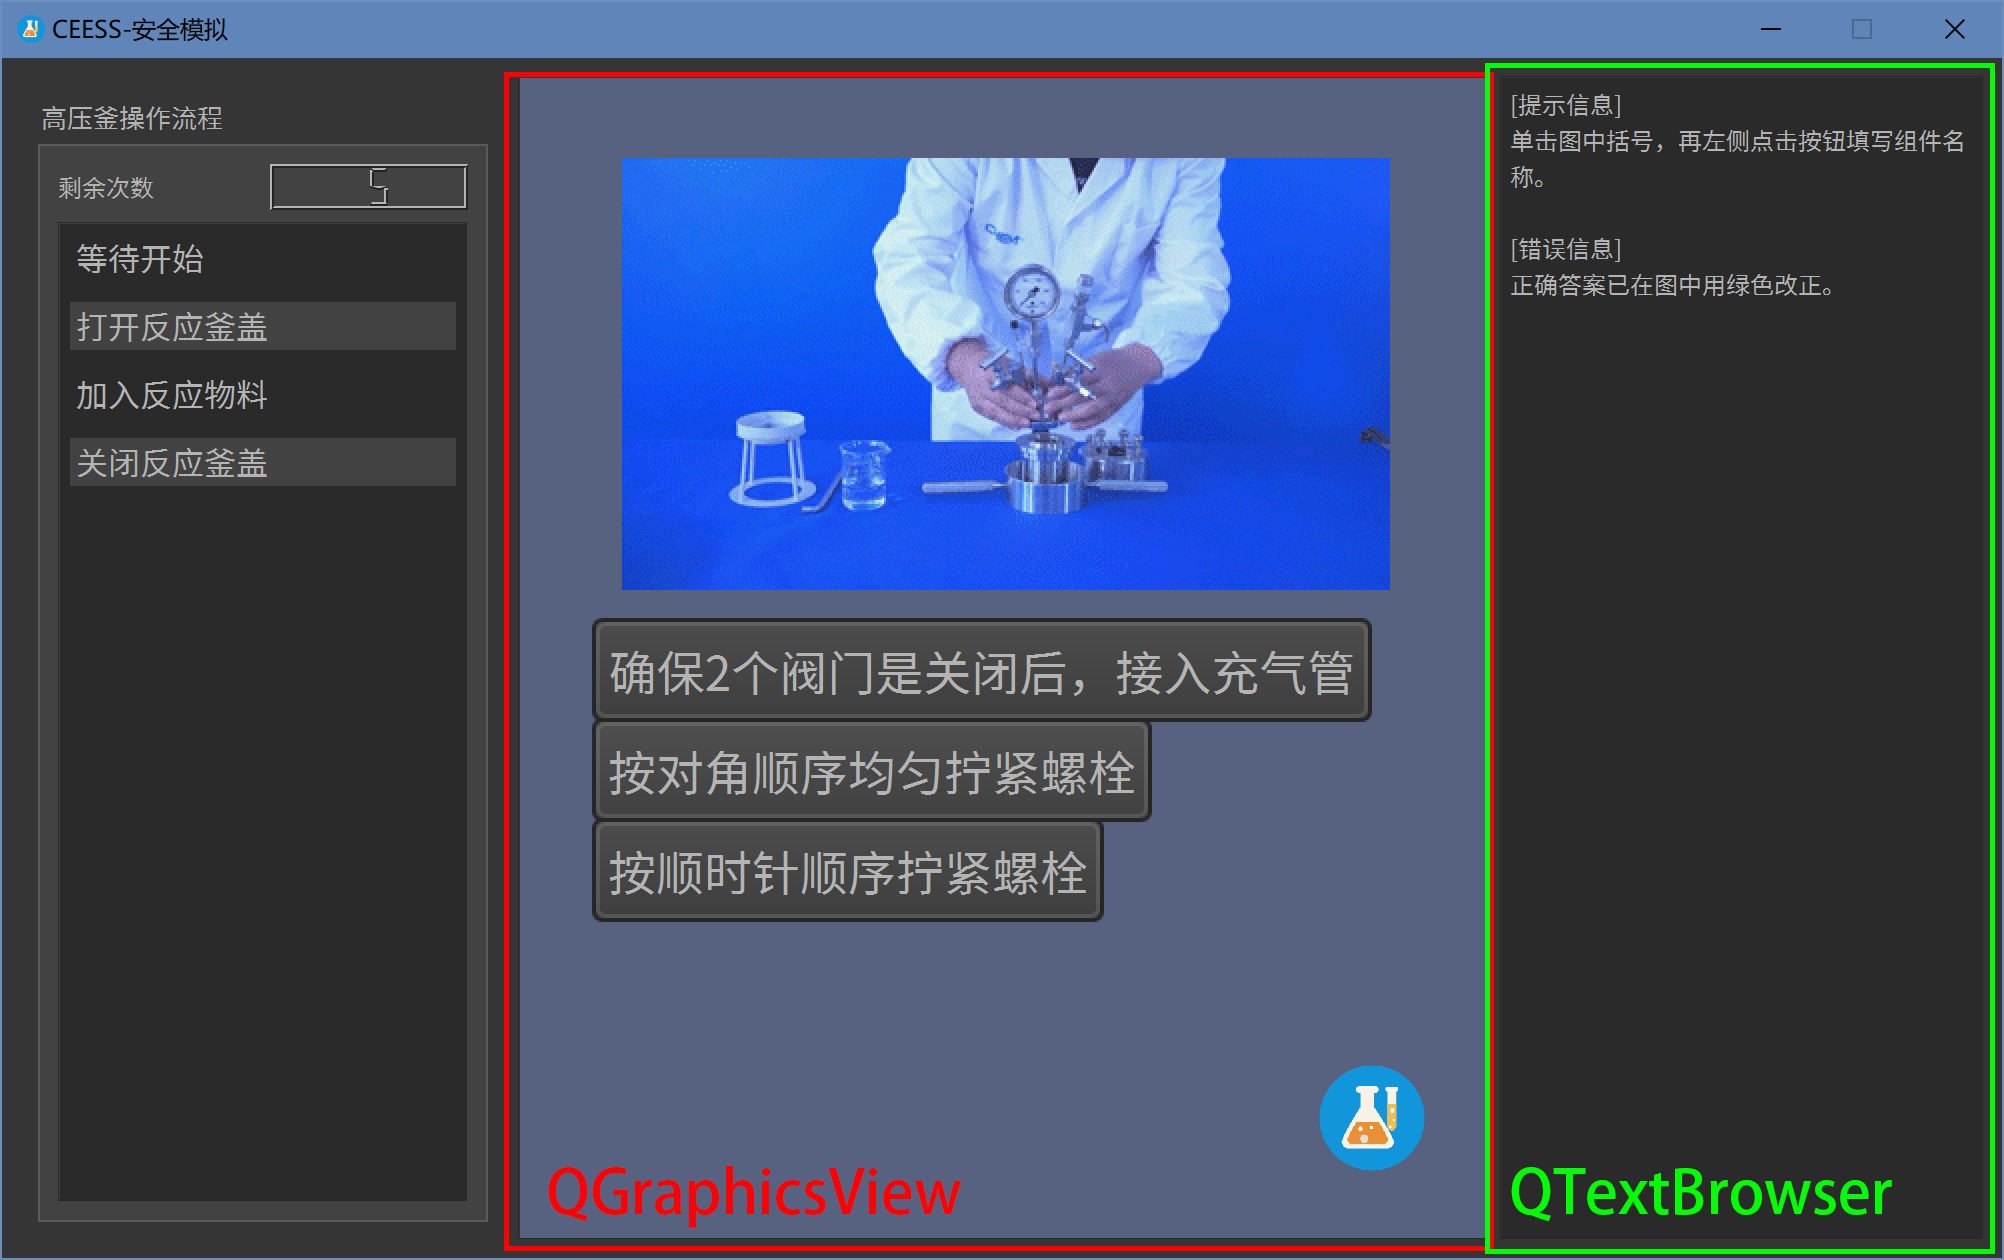 CEESS-安全模拟
高压釜操作流程
剩余次数
5
等待开始
打开反应釜盖
加入反应物料
关闭反应釜盖
确保2个阀门是关闭后，接入充气管
按对角顺序均匀拧紧螺栓
按顺时针顺序拧紧螺栓
QGraphicsView
[提示信息]
单击图中括号，再左侧点击按钮填写组件名
称。
[错误信息]
正确答案已在图中用绿色改正。
QTextBrowser